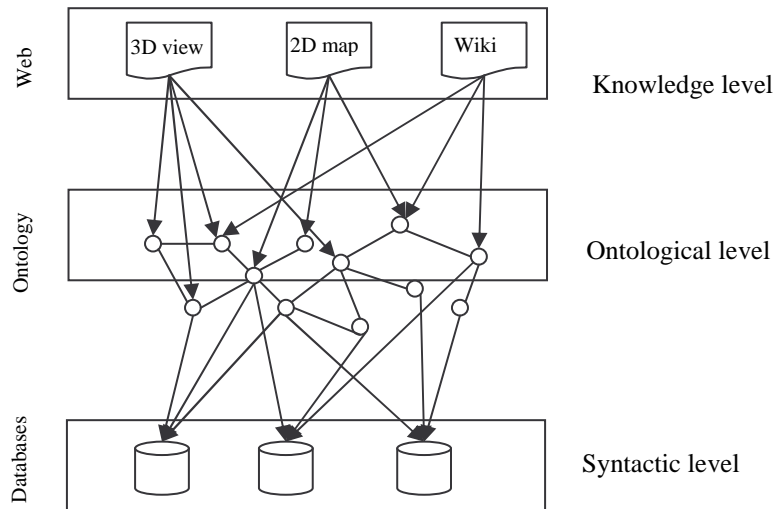 Web
3D view
2D map
Wiki
Knowledge level
Ontology
Ontological level
Databases
Syntactic level